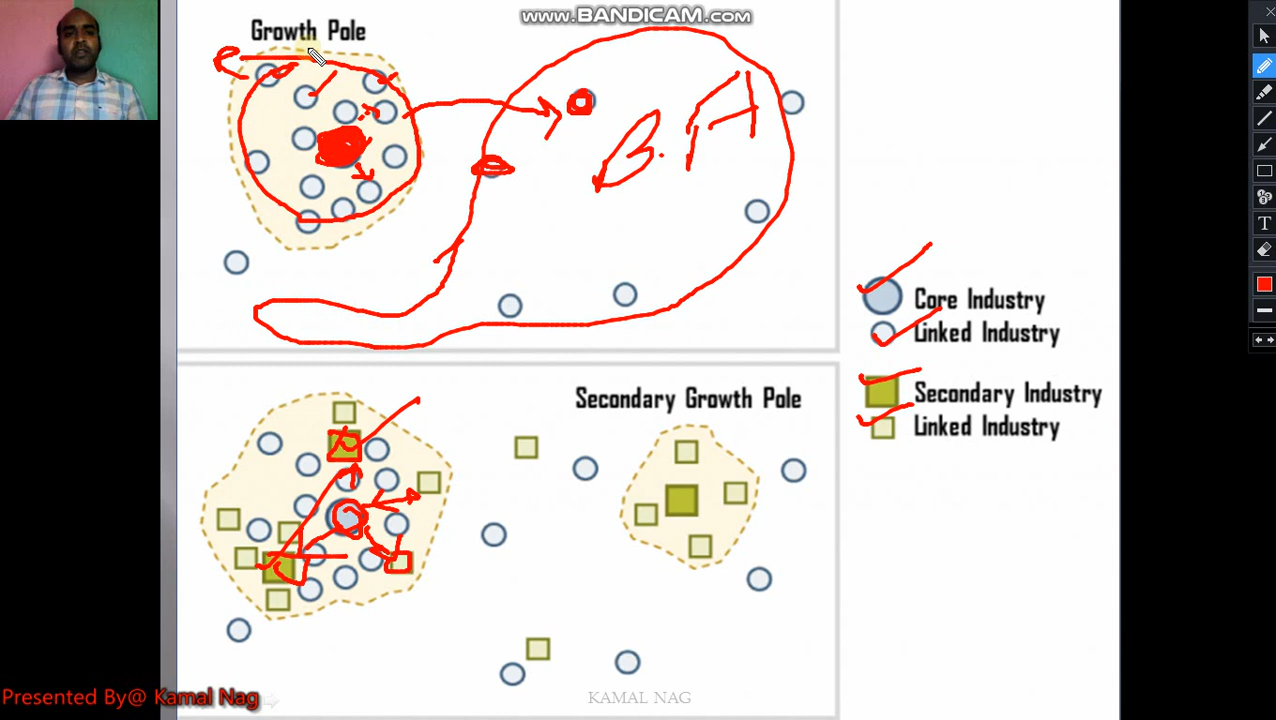 www.BANDICAM.com
Growth Pole
Core Industry
Linked Industry
Secondary Growth Pole
Secondary Industry
Linked Industry
Presented By@ Kamal Nag
KAMAL NAG
T